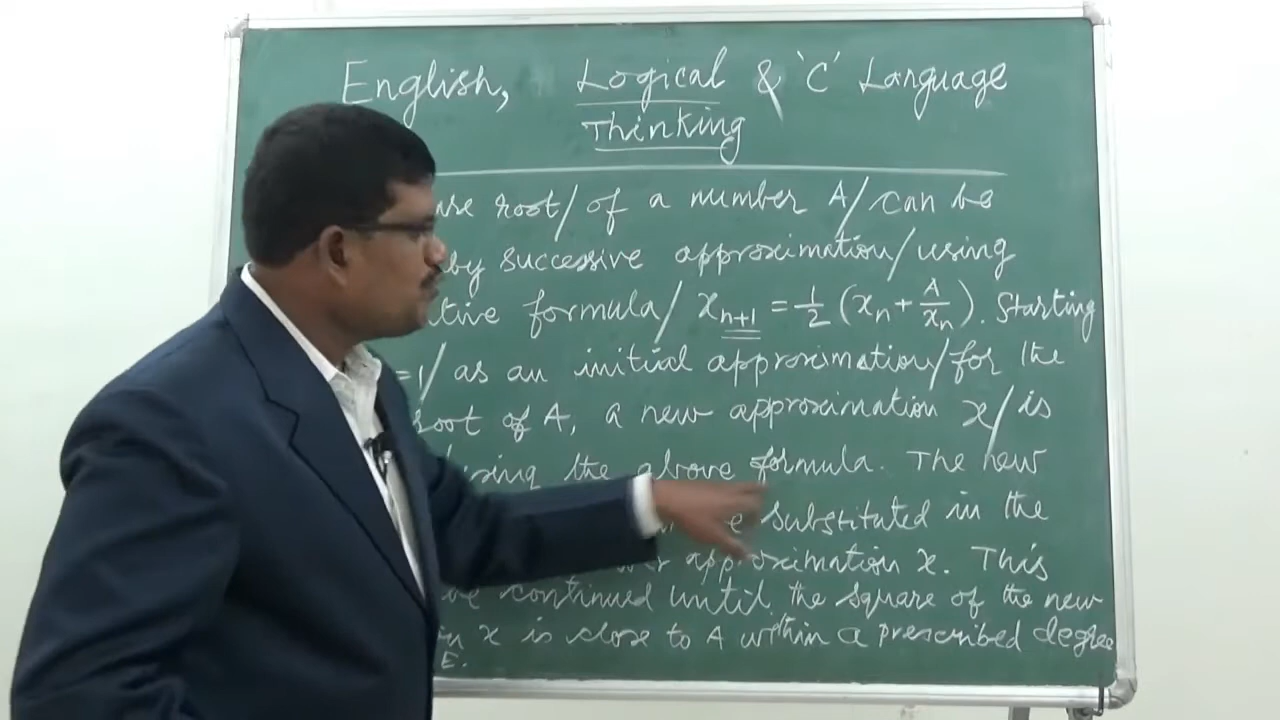 English, Logical & 'C' Language
Thinking
root/ of a number A/ can be
by successive approximation/ using
formula/ xₙ₊₁ = 1/2 (xₙ + A/xₙ). Starting
=1/ as an initial approximation/ for the
root of A, a new approximation x/ is
using the above formula. The new
substituted in the
approximation x. This
be continued until the square of the new
x is close to A within a prescribed degree
E.